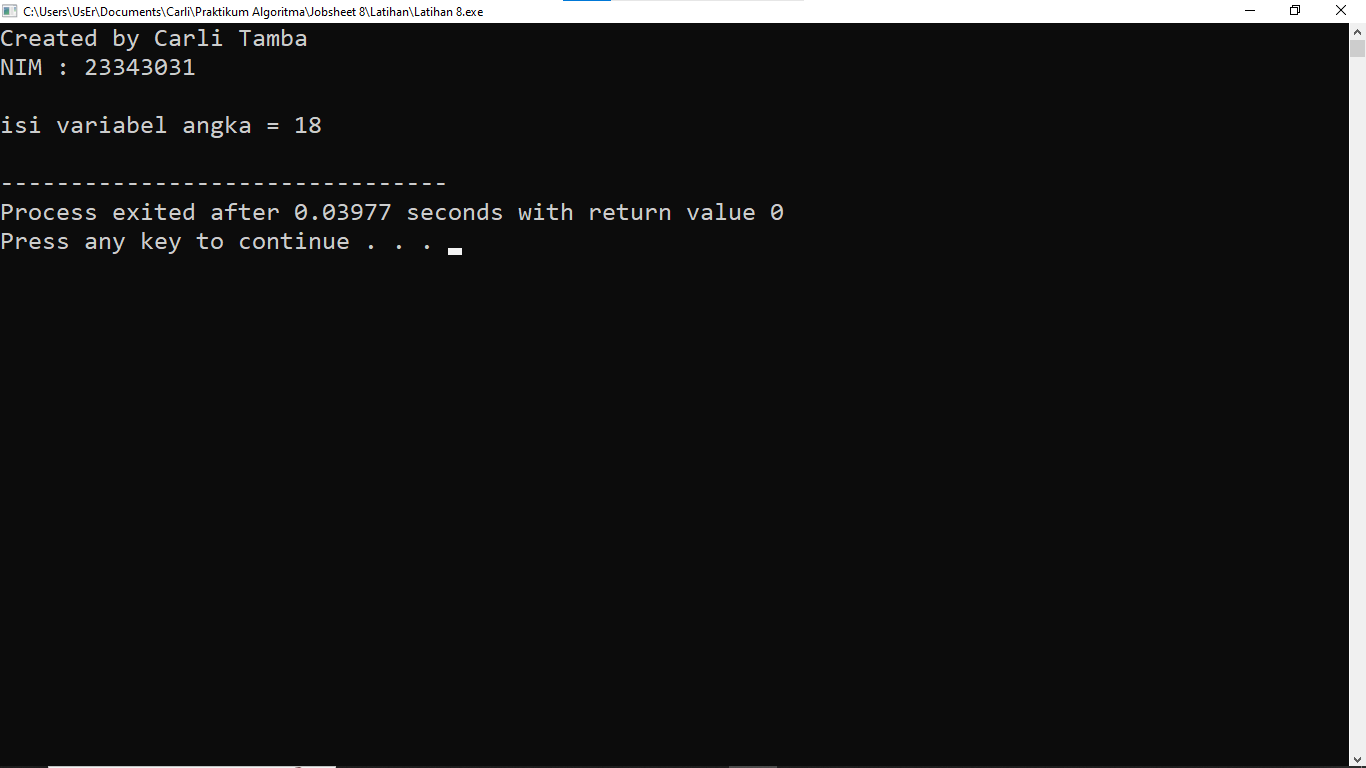 C:\Users\UsEr\Documents\Carli\Praktikum Algoritma\Jobsheet 8\Latihan\Latihan 8.exe
Created by Carli Tamba
NIM : 23343031
isi variabel angka = 18
--------------------------------
Process exited after 0.03977 seconds with return value 0
Press any key to continue . . .